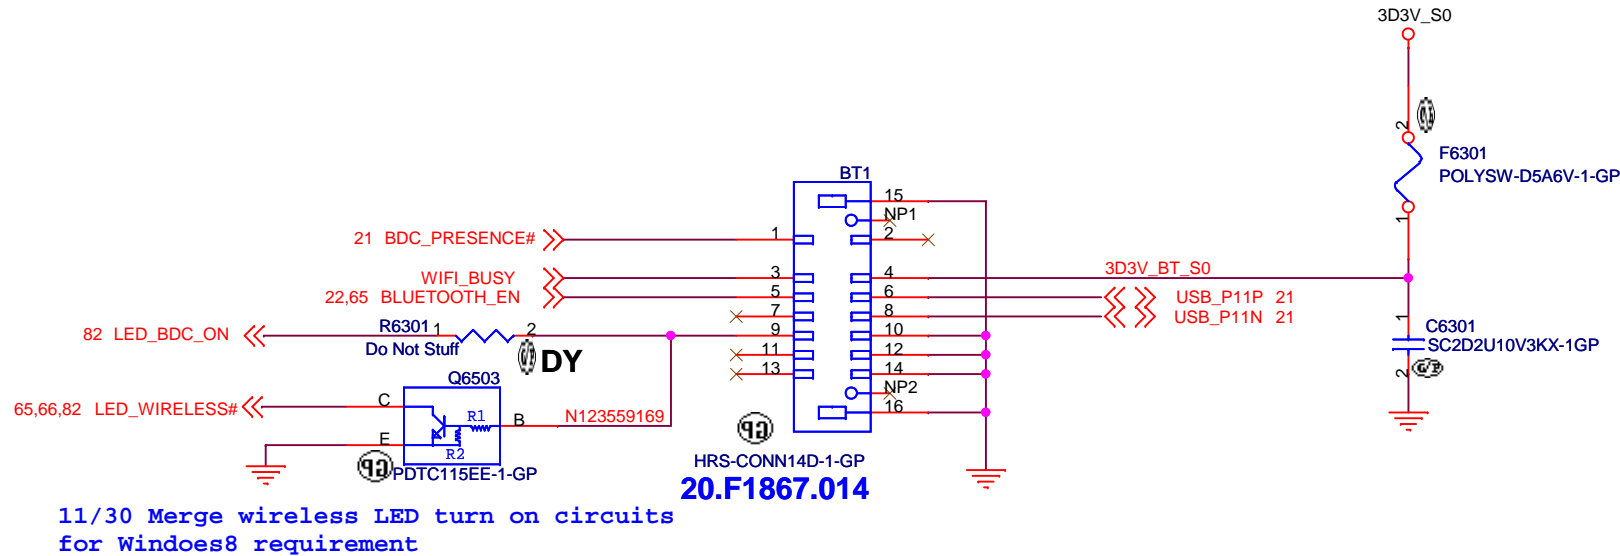 3D3V_S0
2
F6301
POLYSW-D5A6V-1-GP
1
BT1
15
NP1
21 BDC_PRESENCE#
1
2
WIFI_BUSY
3
4
3D3V_BT_S0
22,65 BLUETOOTH_EN
5
6
USB_P11P 21
7
8
USB_P11N 21
82 LED_BDC_ON
R6301
1
2
Do Not Stuff
DY
9
10
11
12
13
14
NP2
16
1
C6301
SC2D2U10V3KX-1GP
2
Q6503
65,66,82 LED_WIRELESS#
C
R1
B
N123559169
E
R2
GP
PDTC115EE-1-GP
GP
HRS-CONN14D-1-GP
20.F1867.014
11/30 Merge wireless LED turn on circuits
for Windoes8 requirement